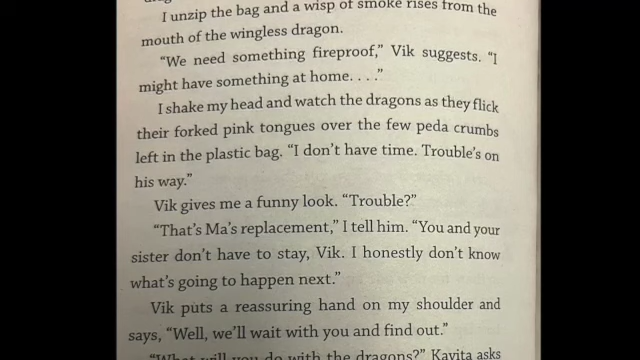 I unzip the bag and a wisp of smoke rises from the
mouth of the wingless dragon.
“We need something fireproof,” Vik suggests. “I
might have something at home. . . .”
I shake my head and watch the dragons as they flick
their forked pink tongues over the few peda crumbs
left in the plastic bag. “I don’t have time. Trouble’s on
his way.”
Vik gives me a funny look. “Trouble?”
“That’s Ma’s replacement,” I tell him. “You and your
sister don’t have to stay, Vik. I honestly don’t know
what’s going to happen next.”
Vik puts a reassuring hand on my shoulder and
says, “Well, we’ll wait with you and find out.”
“What will you do with the dragons?” Kavita asks